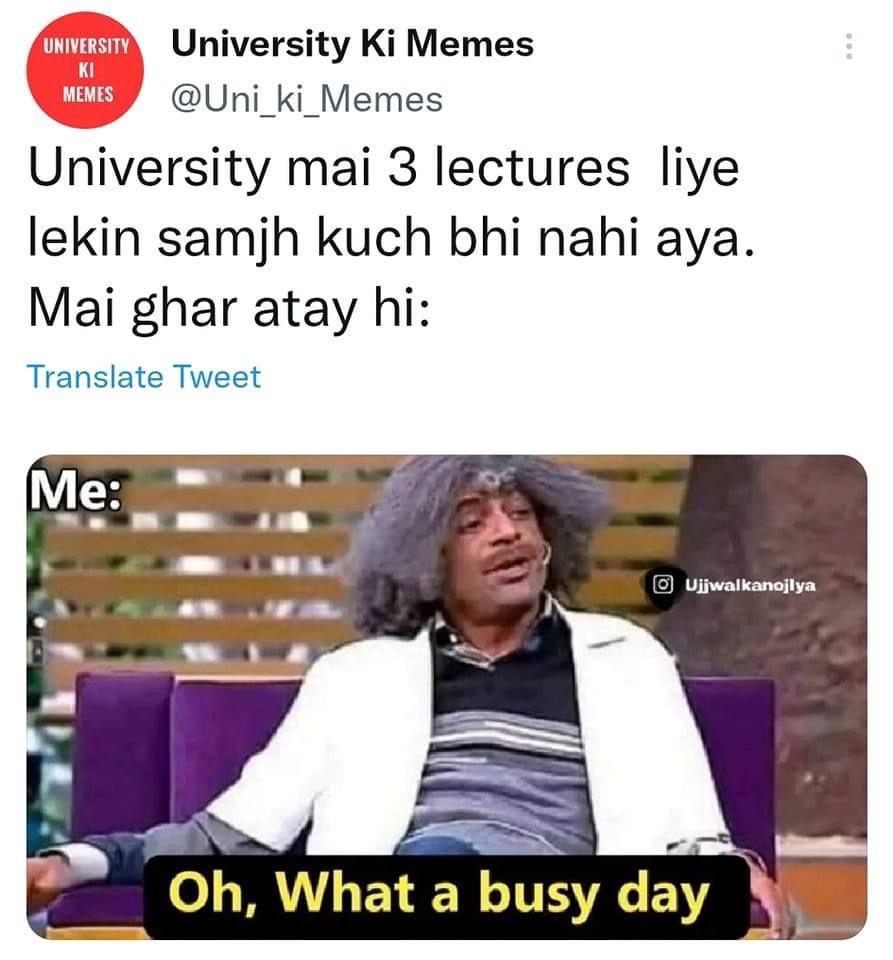 UNIVERSITY
KI
MEMES
University Ki Memes
@Uni_ki_Memes
University mai 3 lectures  liye
lekin samjh kuch bhi nahi aya.
Mai ghar atay hi:
Translate Tweet
Me:
Ujjwalkanojiya
Oh, What a busy day